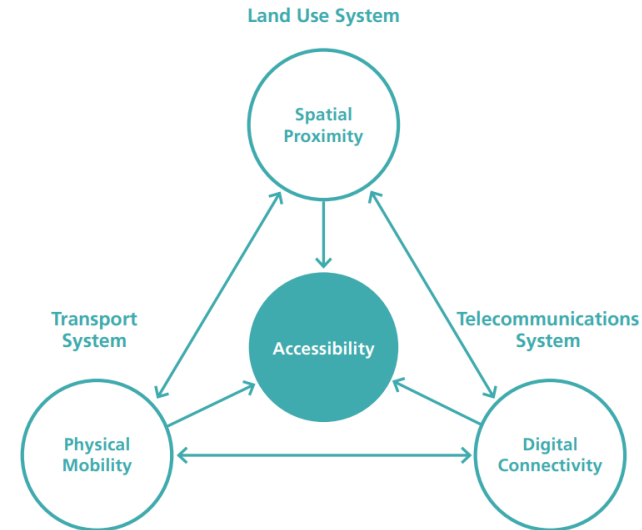 Land Use System
Spatial
Proximity
Transport
System
Telecommunications
System
Accessibility
Physical
Mobility
Digital
Connectivity